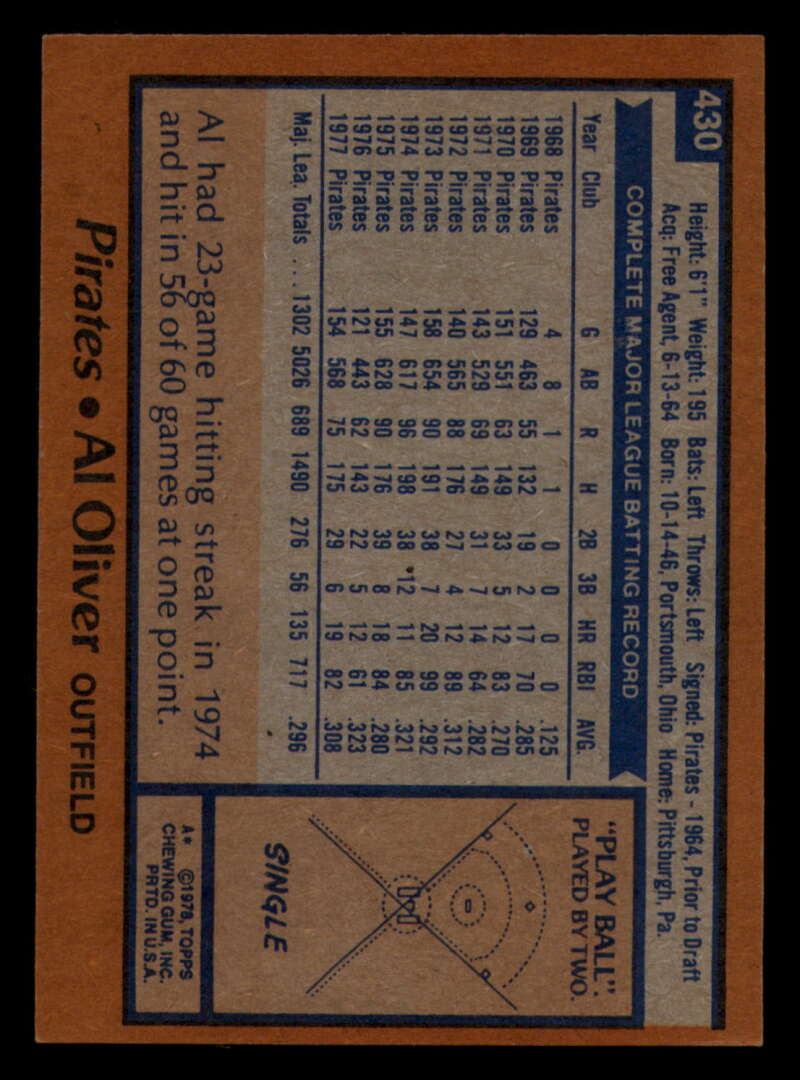 430
Height: 6'1" Weight: 195 Bats: Left Throws: Left Signed: Pirates - 1964, Prior to Draft
Acq: Free Agent, 6-13-64 Born: 10-14-46, Portsmouth, Ohio Home: Pittsburgh, Pa.
COMPLETE MAJOR LEAGUE BATTING RECORD
Year Club G AB R H 2B 3B HR RBI AVG.
1968 Pirates 4 8 1 1 0 0 0 0 .125
1969 Pirates 129 463 55 132 19 2 17 70 .285
1970 Pirates 151 551 63 149 33 5 12 83 .270
1971 Pirates 143 529 69 149 31 7 14 64 .282
1972 Pirates 140 565 88 176 27 4 12 89 .312
1973 Pirates 158 654 90 191 38 7 20 99 .292
1974 Pirates 147 617 96 198 38 12 11 85 .321
1975 Pirates 155 628 90 176 39 8 18 84 .280
1976 Pirates 121 443 62 143 22 5 12 61 .323
1977 Pirates 154 568 75 175 29 6 19 82 .308
Maj. Lea. Totals ... 1302 5026 689 1490 276 56 135 717 .296
Al had 23-game hitting streak in 1974
and hit in 56 of 60 games at one point.
"PLAY BALL"
PLAYED BY TWO.
SINGLE
A* ©1978, TOPPS
CHEWING GUM, INC.
PRTD. IN U.S.A.
Pirates • Al Oliver OUTFIELD